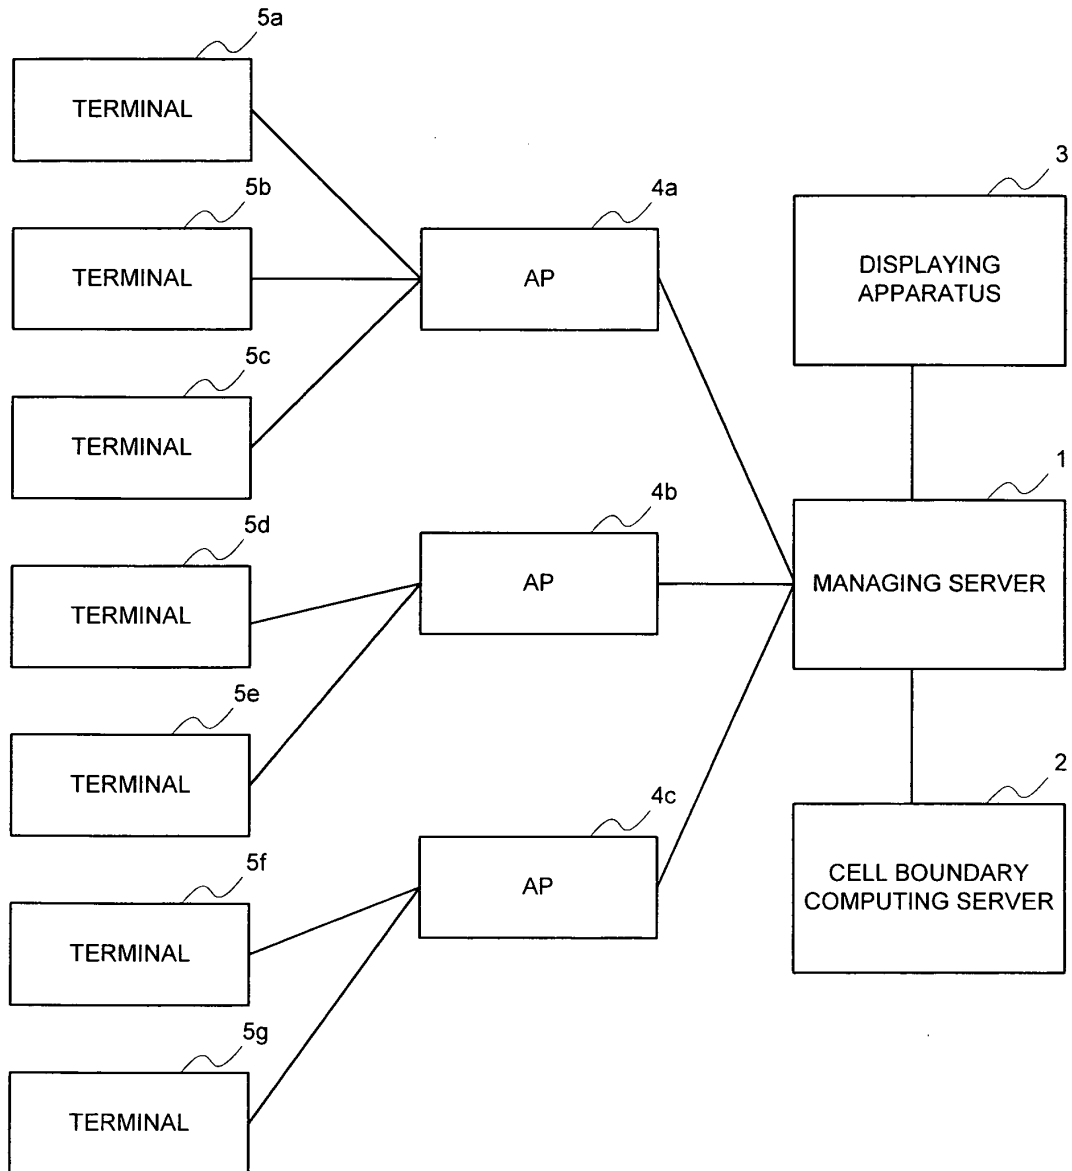 5a
TERMINAL
5b
TERMINAL
5c
TERMINAL
5d
TERMINAL
5e
TERMINAL
5f
TERMINAL
5g
TERMINAL
4a
AP
4b
AP
4c
AP
3
DISPLAYING
APPARATUS
1
MANAGING SERVER
2
CELL BOUNDARY
COMPUTING SERVER